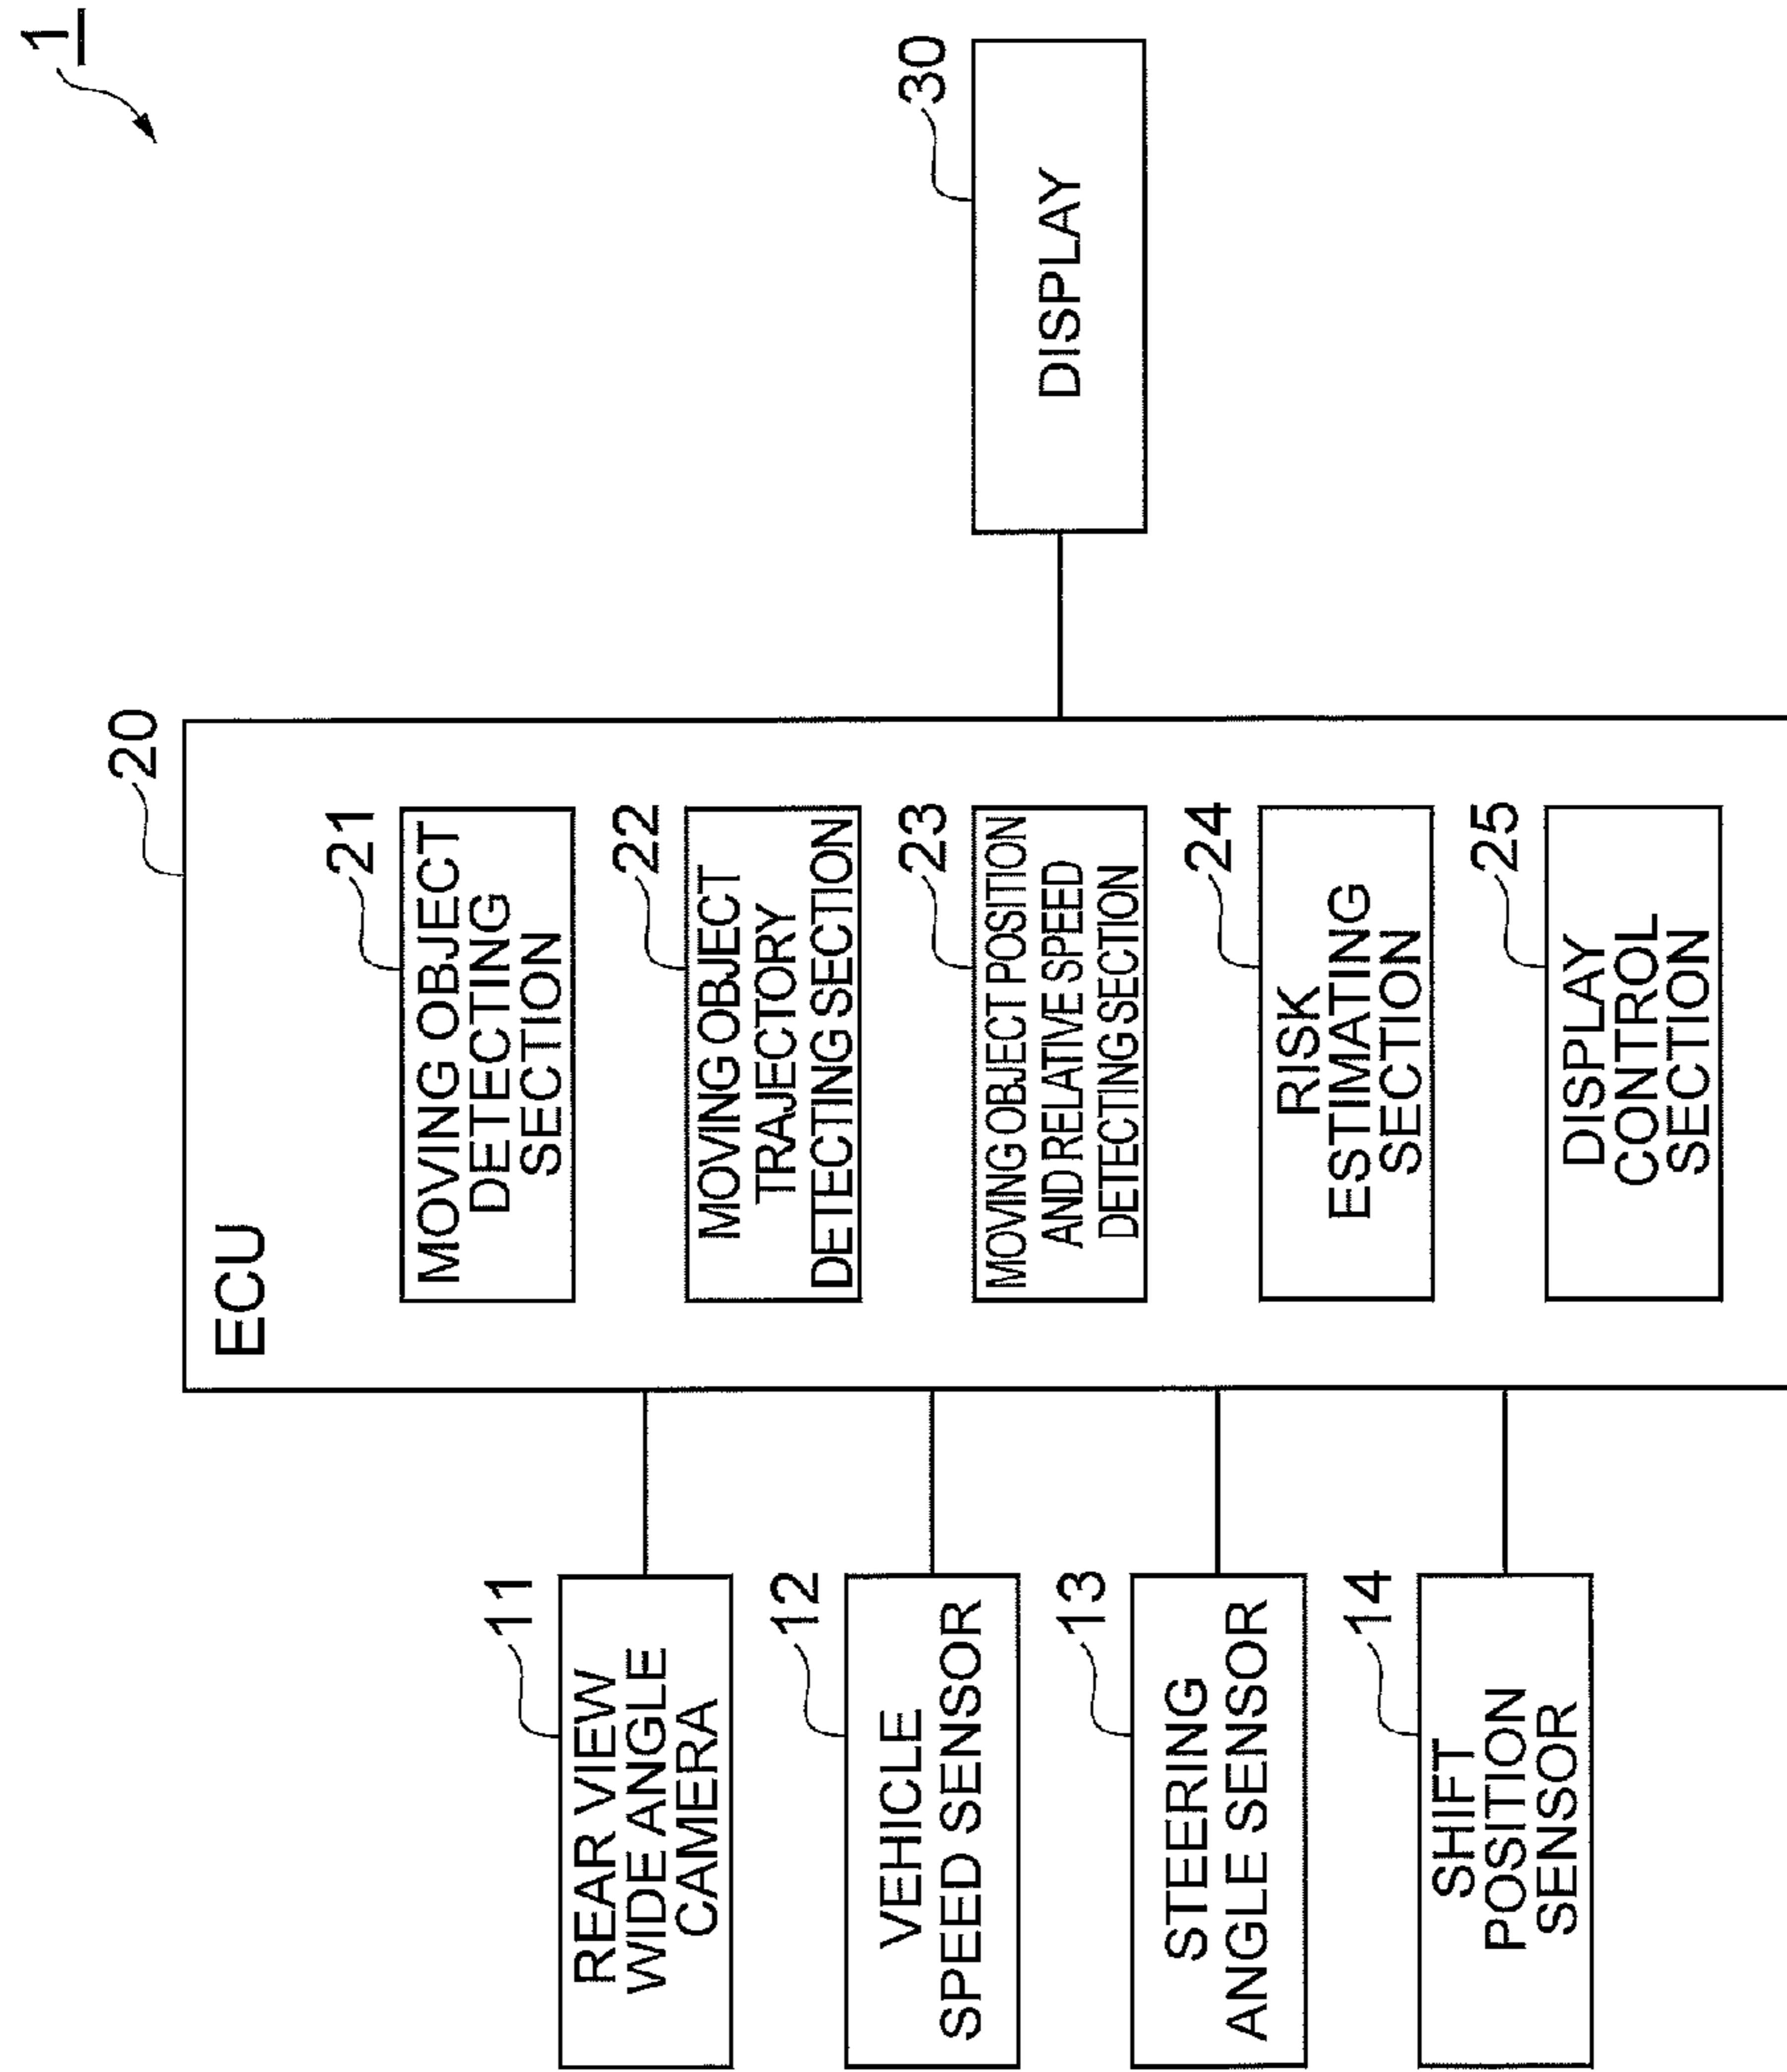 1
11
REAR VIEW
WIDE ANGLE
CAMERA
12
VEHICLE
SPEED SENSOR
13
STEERING
ANGLE SENSOR
14
SHIFT
POSITION
SENSOR
20
ECU
21
MOVING OBJECT
DETECTING
SECTION
22
MOVING OBJECT
TRAJECTORY
DETECTING SECTION
23
MOVING OBJECT POSITION
AND RELATIVE SPEED
DETECTING SECTION
24
RISK
ESTIMATING
SECTION
25
DISPLAY
CONTROL
SECTION
30
DISPLAY